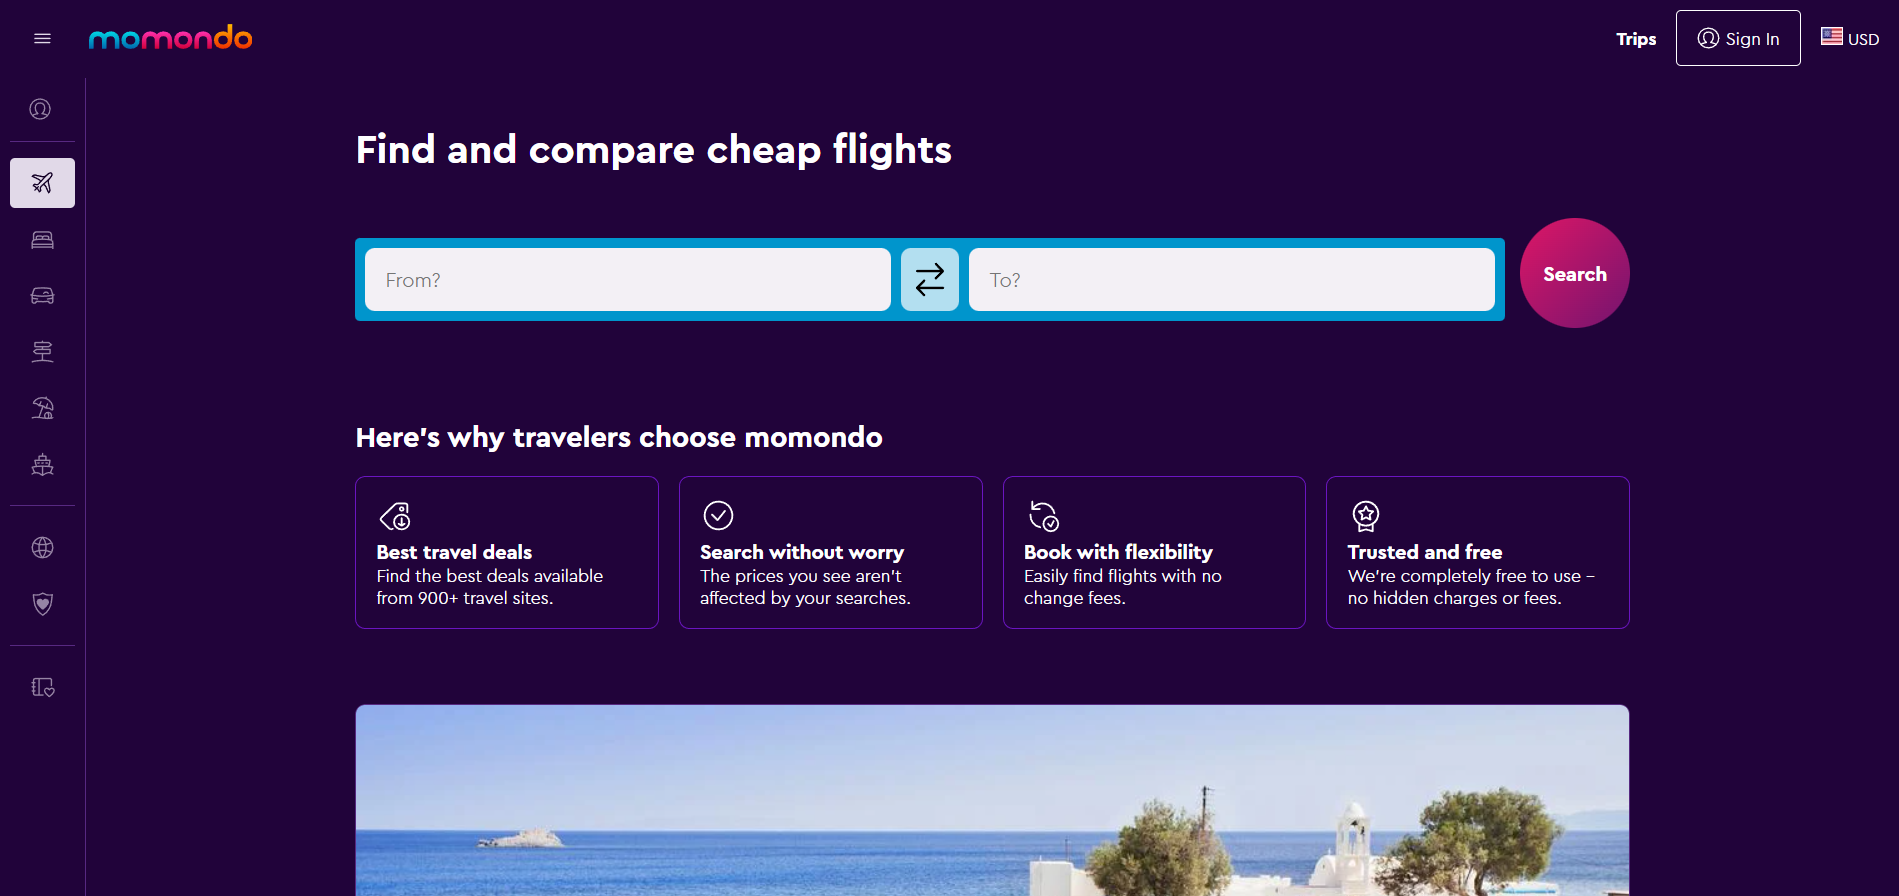 momondo
Trips
Sign In
USD
Find and compare cheap flights
From?
To?
Search
Here's why travelers choose momondo
Best travel deals
Find the best deals available
from 900+ travel sites.
Search without worry
The prices you see aren't
affected by your searches.
Book with flexibility
Easily find flights with no
change fees.
Trusted and free
We're completely free to use –
no hidden charges or fees.